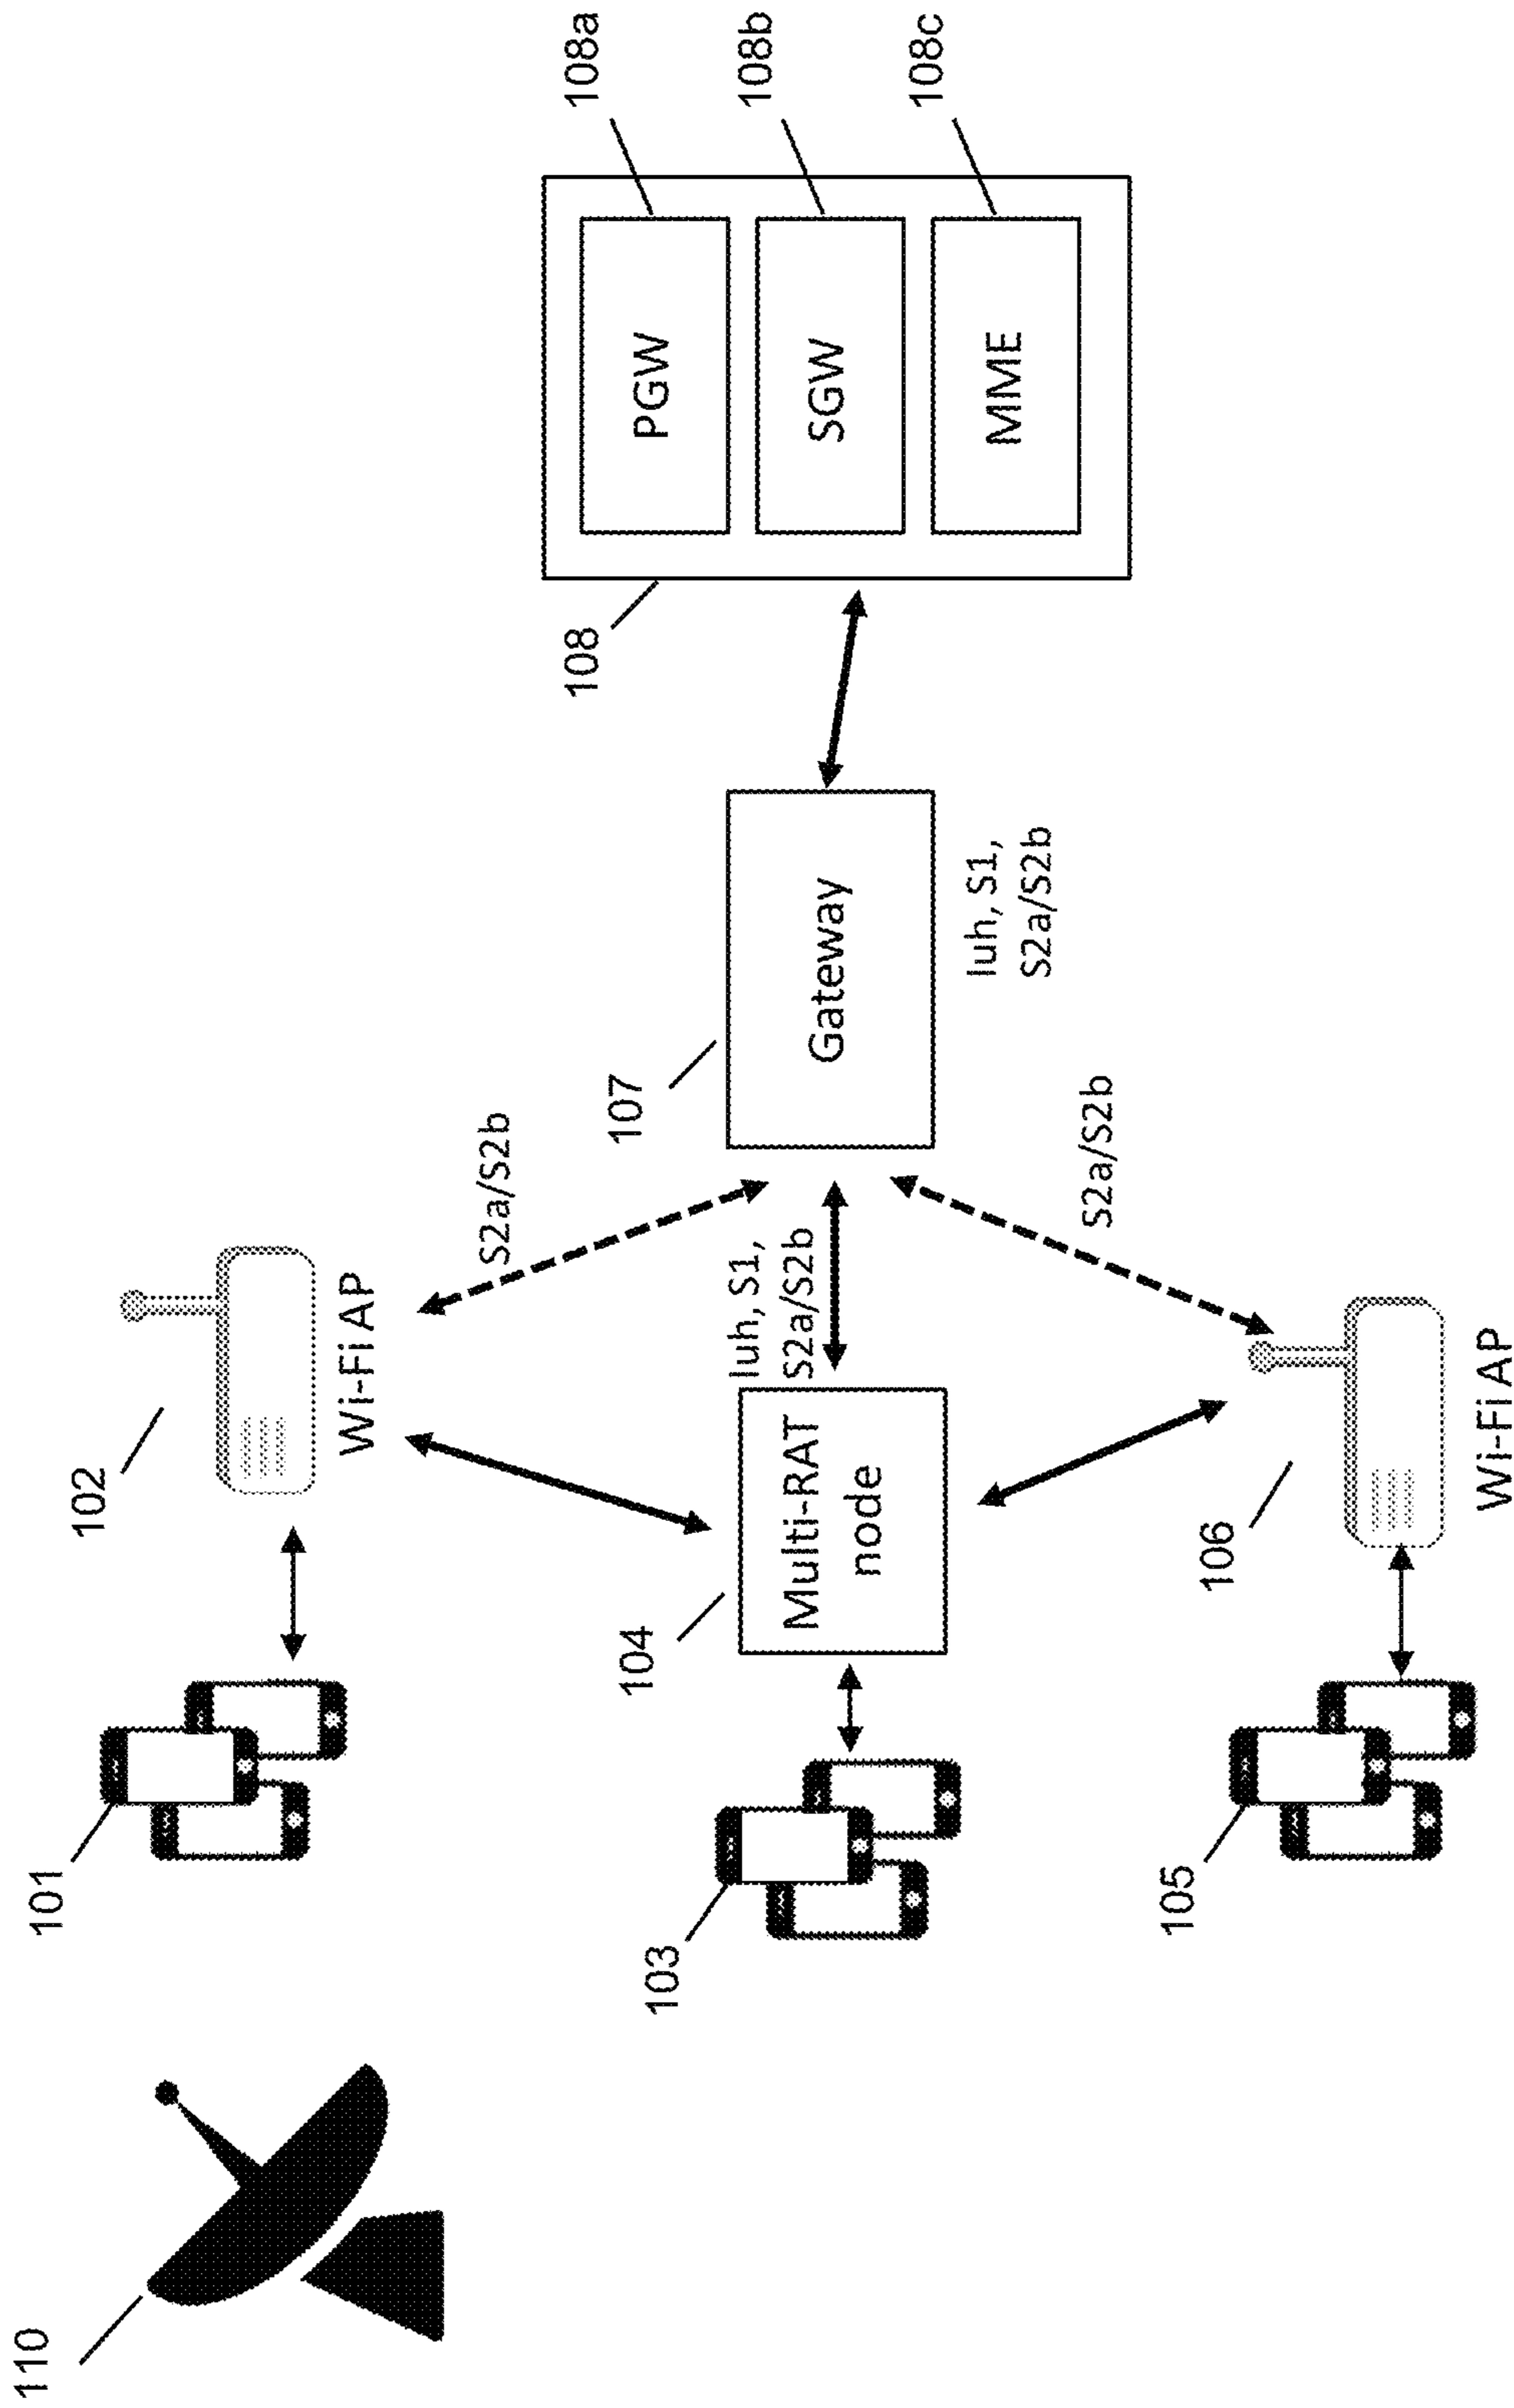 110
101
102
Wi-Fi AP
S2a/S2b
103
104
Multi-RAT
node
Iuh, S1,
S2a/S2b
107
Gateway
Iuh, S1,
S2a/S2b
108
PGW
108a
SGW
108b
MME
108c
105
106
Wi-Fi AP
S2a/S2b